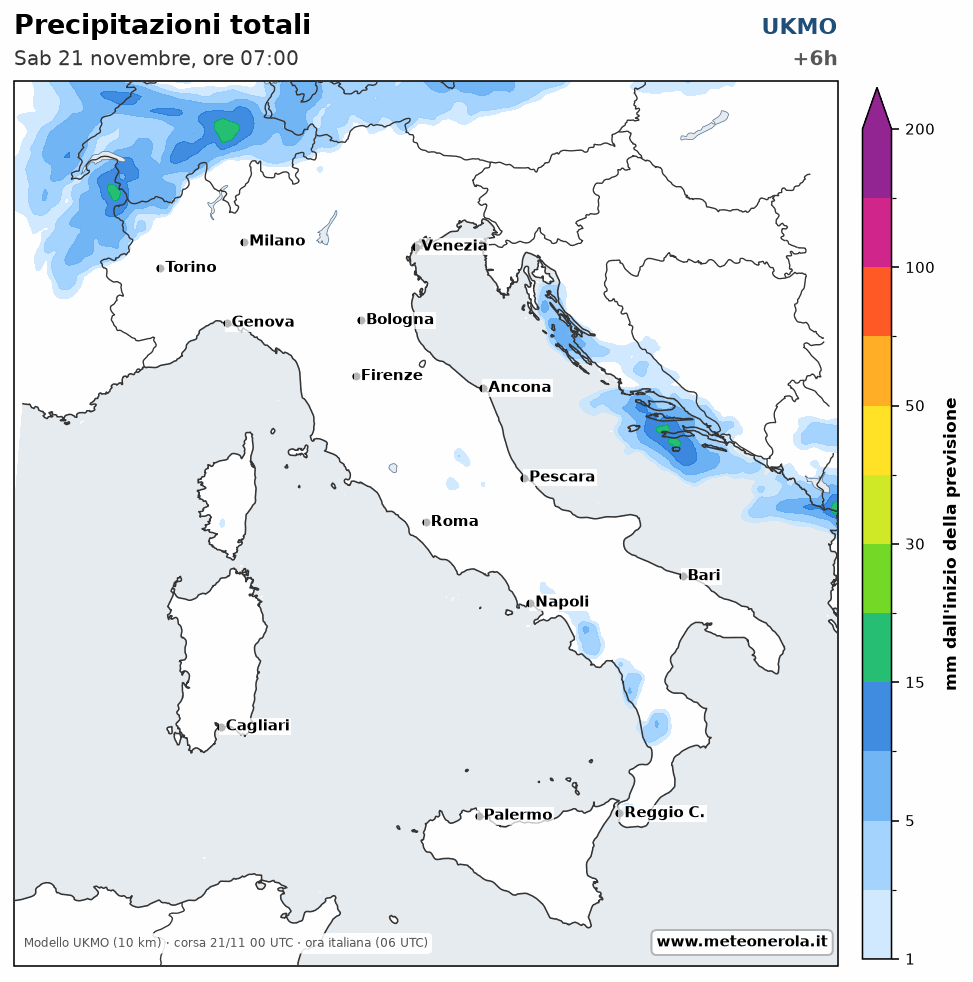 Precipitazioni totali
UKMO
Sab 21 novembre, ore 07:00
+6h
200
Milano
Venezia
Torino
100
Genova
Bologna
Firenze
Ancona
50
Pescara
Roma
30
Bari
Napoli
15
Cagliari
Palermo
Reggio C.
5
mm dall'inizio della previsione
Modello UKMO (10 km) · corsa 21/11 00 UTC · ora italiana (06 UTC)
www.meteonerola.it
1